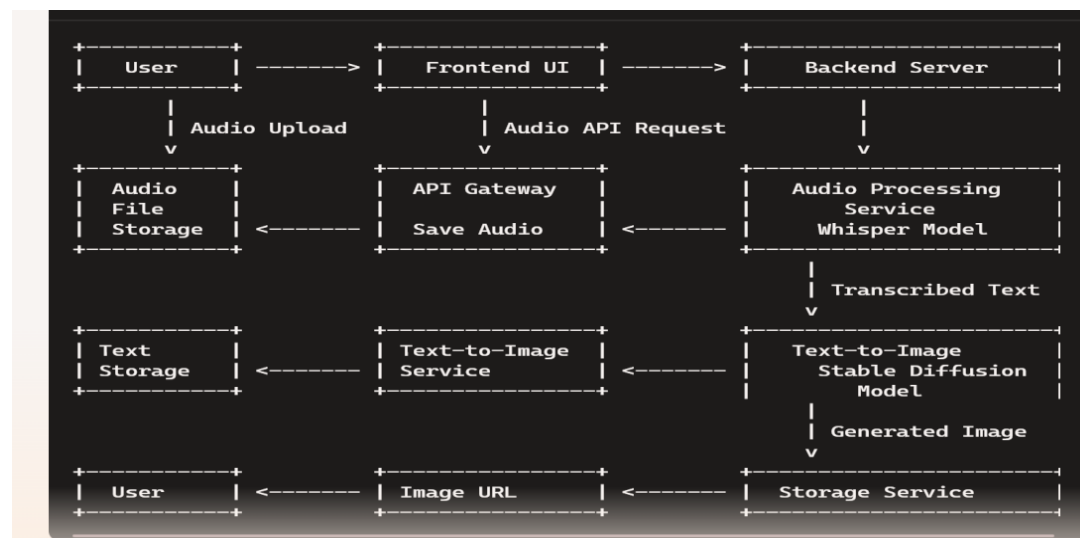 User -------> Frontend UI -------> Backend Server
Audio Upload Audio API Request
Audio API Gateway Audio Processing
File Service
Storage <------- Save Audio <------- Whisper Model
Transcribed Text
Text Text-to-Image Text-to-Image
Storage <------- Service <------- Stable Diffusion
Model
Generated Image
User <------- Image URL <------- Storage Service